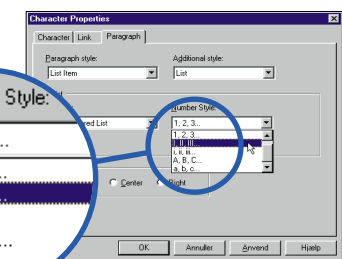 Character Properties
Character Link Paragraph
Paragraph style: Additional style:
List Item List
Style:
Number Style:
red List 1, 2, 3...
1, 2, 3...
I, II, III...
i, ii, iii...
A, B, C...
a, b, c...
Center Right
OK Annuller Anvend Hjælp